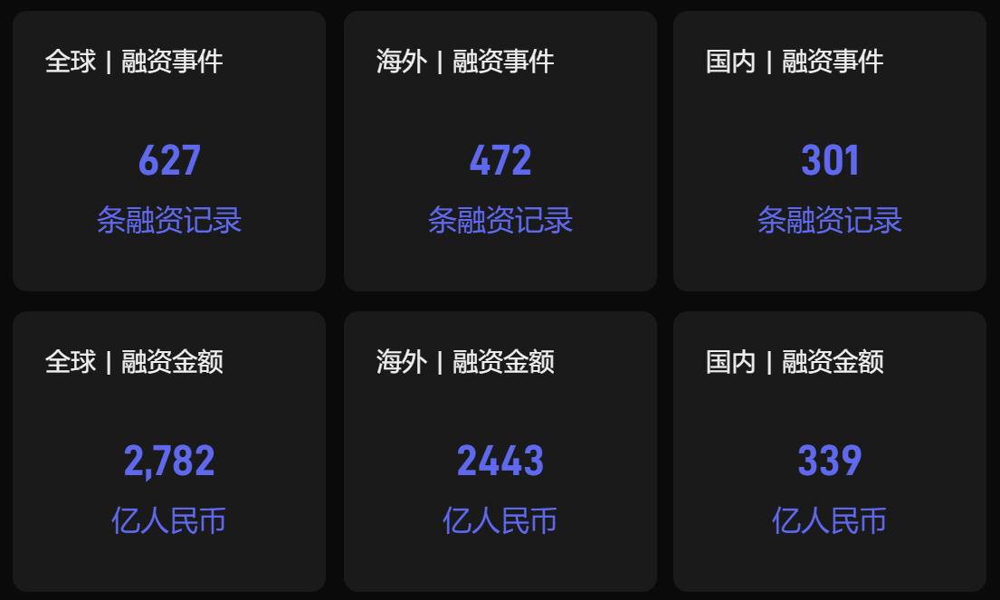 全球 | 融资事件
627
条融资记录
海外 | 融资事件
472
条融资记录
国内 | 融资事件
301
条融资记录
全球 | 融资金额
2,782
亿人民币
海外 | 融资金额
2443
亿人民币
国内 | 融资金额
339
亿人民币